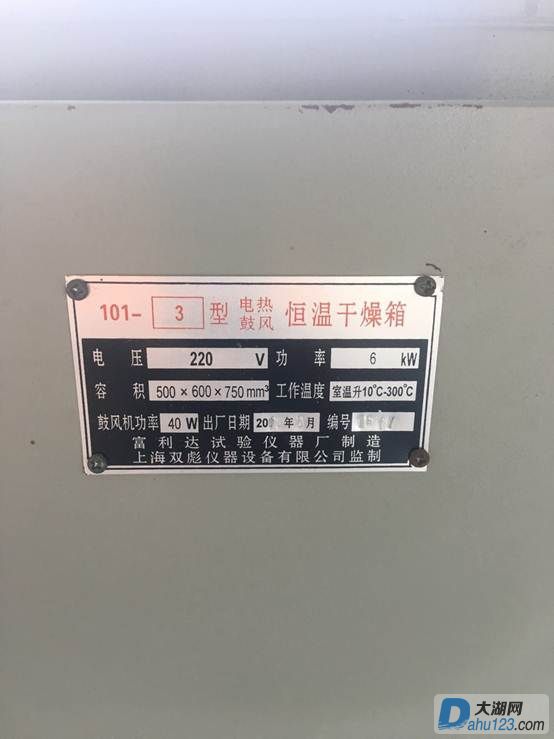 101- 3 型 电热鼓风 恒温干燥箱
电 压 220 V 功 率 6 kW
容 积 500×600×750mm³ 工作温度 室温升10℃-300℃
鼓风机功率 40 W 出厂日期 20 年 月 编号
富利达试验仪器厂制造
上海双彪仪器设备有限公司监制
大湖网
Dahu123.com